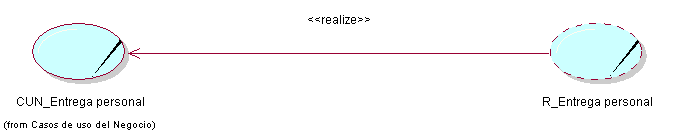 <<realize>>
CUN_Entrega personal
R_Entrega personal
(from Casos de uso del Negocio)